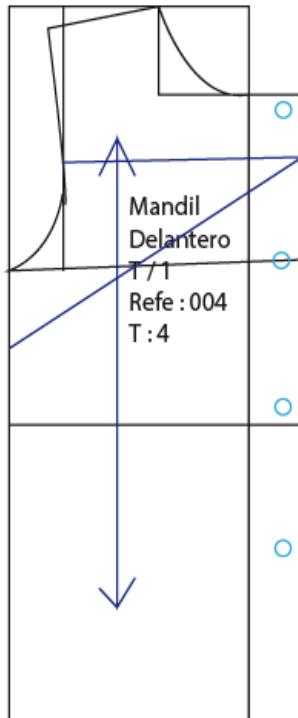 Mandil
Delantero
T / 1
Refe : 004
T : 4